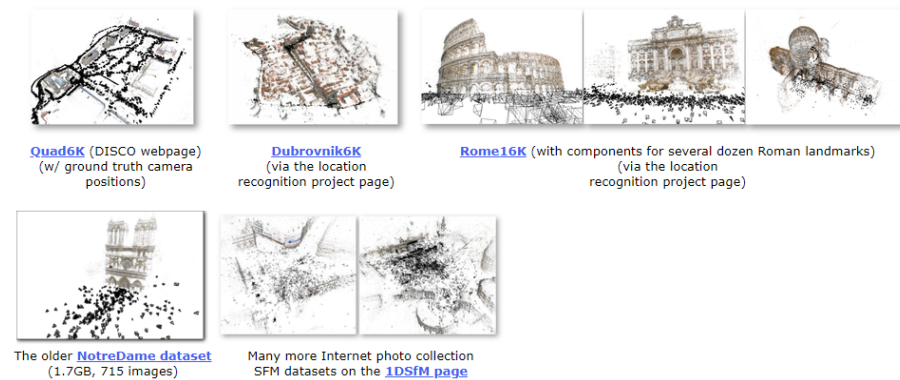 Quad6K (DISCO webpage)
(w/ ground truth camera
positions)
Dubrovnik6K
(via the location
recognition project page)
Rome16K (with components for several dozen Roman landmarks)
(via the location
recognition project page)
The older NotreDame dataset
(1.7GB, 715 images)
Many more Internet photo collection
SFM datasets on the 1DSfM page